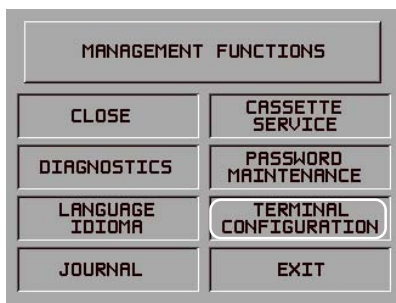 MANAGEMENT FUNCTIONS
CLOSE
CASSETTE
SERVICE
DIAGNOSTICS
PASSWORD
MAINTENANCE
LANGUAGE
IDIOMA
TERMINAL
CONFIGURATION
JOURNAL
EXIT